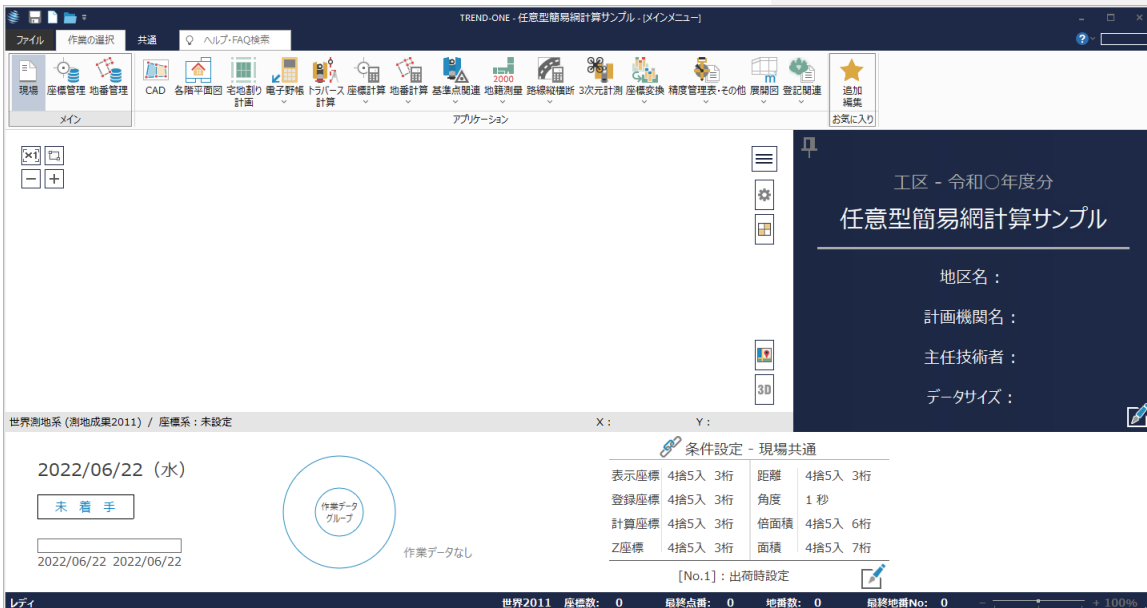 TREND-ONE - 任意型簡易網計算サンプル - [メインメニュー]
ファイル 作業の選択 共通 ヘルプ・FAQ検索
現場 座標管理 地番管理 CAD 各階平面図 宅地割り計画 電子野帳 トラバース計算 座標計算 地番計算 基準点関連 地籍測量 路線縦横断 3次元計測 座標変換 精度管理表・その他 展開図 登記関連 追加編集
2000
m
メイン アプリケーション お気に入り
[×1]
工区 - 令和〇年度分
任意型簡易網計算サンプル
地区名：
計画機関名：
主任技術者：
データサイズ：
3D
世界測地系 (測地成果2011) / 座標系：未設定 X： Y：
2022/06/22（水）
未 着 手
2022/06/22 2022/06/22
作業データ
グループ
作業データなし
条件設定 - 現場共通
表示座標 4捨5入 3桁 距離 4捨5入 3桁
登録座標 4捨5入 3桁 角度 1 秒
計算座標 4捨5入 3桁 倍面積 4捨5入 6桁
Z座標 4捨5入 3桁 面積 4捨5入 7桁
[No.1]：出荷時設定
レディ 世界2011 座標数: 0 最終点番: 0 地番数: 0 最終地番No: 0 - + 100%